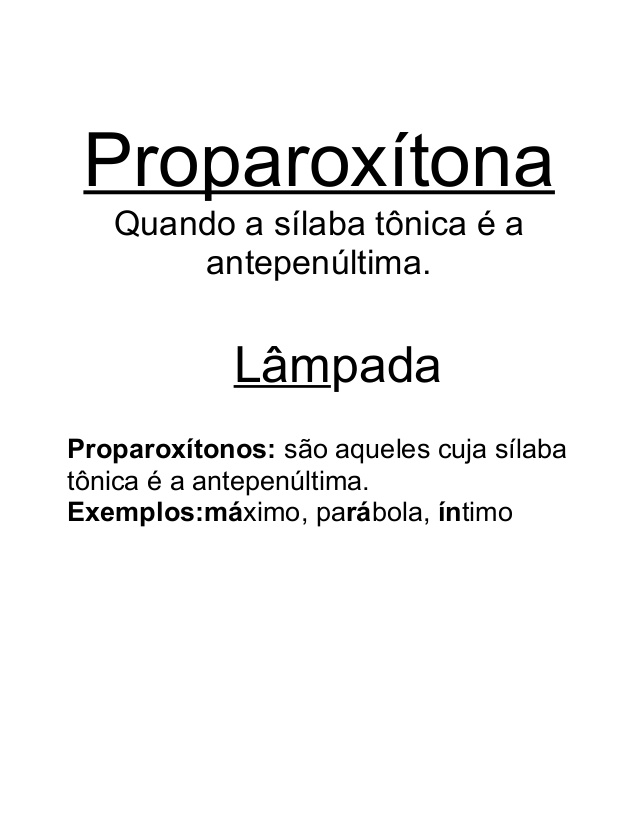 Proparoxítona
Quando a sílaba tônica é a
antepenúltima.
Lâmpada
Proparoxítonos: são aqueles cuja sílaba
tônica é a antepenúltima.
Exemplos:máximo, parábola, íntimo